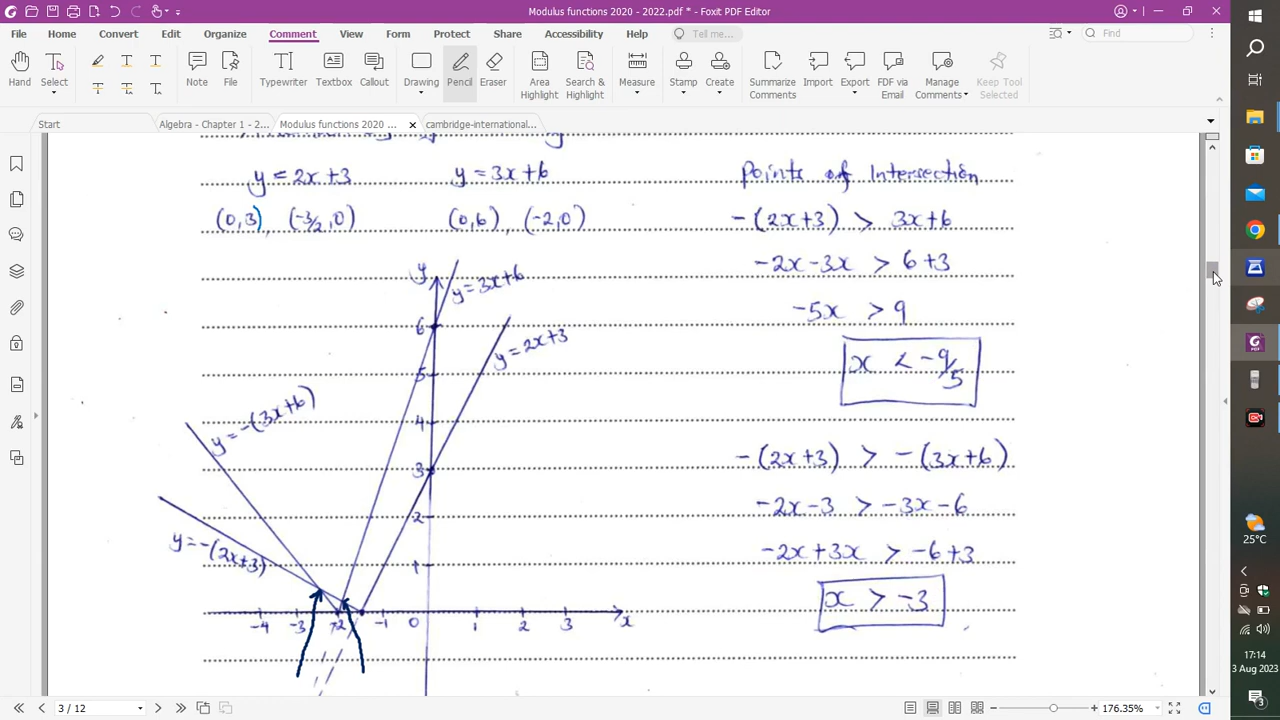 Modulus functions 2020 - 2022.pdf * - Foxit PDF Editor
File Home Convert Edit Organize Comment View Form Protect Share Accessibility Help Tell me... Find
Hand Select Note File Typewriter Textbox Callout Drawing Pencil Eraser Area Highlight Search & Highlight Measure Stamp Create Summarize Comments Import Export FDF via Email Manage Comments Keep Tool Selected
Start Algebra - Chapter 1 - 2... Modulus functions 2020 ... cambridge-international...
y = 2x+3 y = 3x+6 Points of Intersection
(0,3), (-3/2,0) (0,6), (-2,0) -(2x+3) > 3x+6
-2x-3x > 6+3
-5x > 9
x < -9/5
-(2x+3) > -(3x+6)
-2x-3 > -3x-6
-2x+3x > -6+3
x > -3
y
y=3x+6
6
y=2x+3
5
y=-(3x+6)
4
3
2
y=-(2x+3)
1
-4 -3 -2 -1 0 1 2 3 x
3 / 12 176.35%
25°C
17:14
3 Aug 2023
3